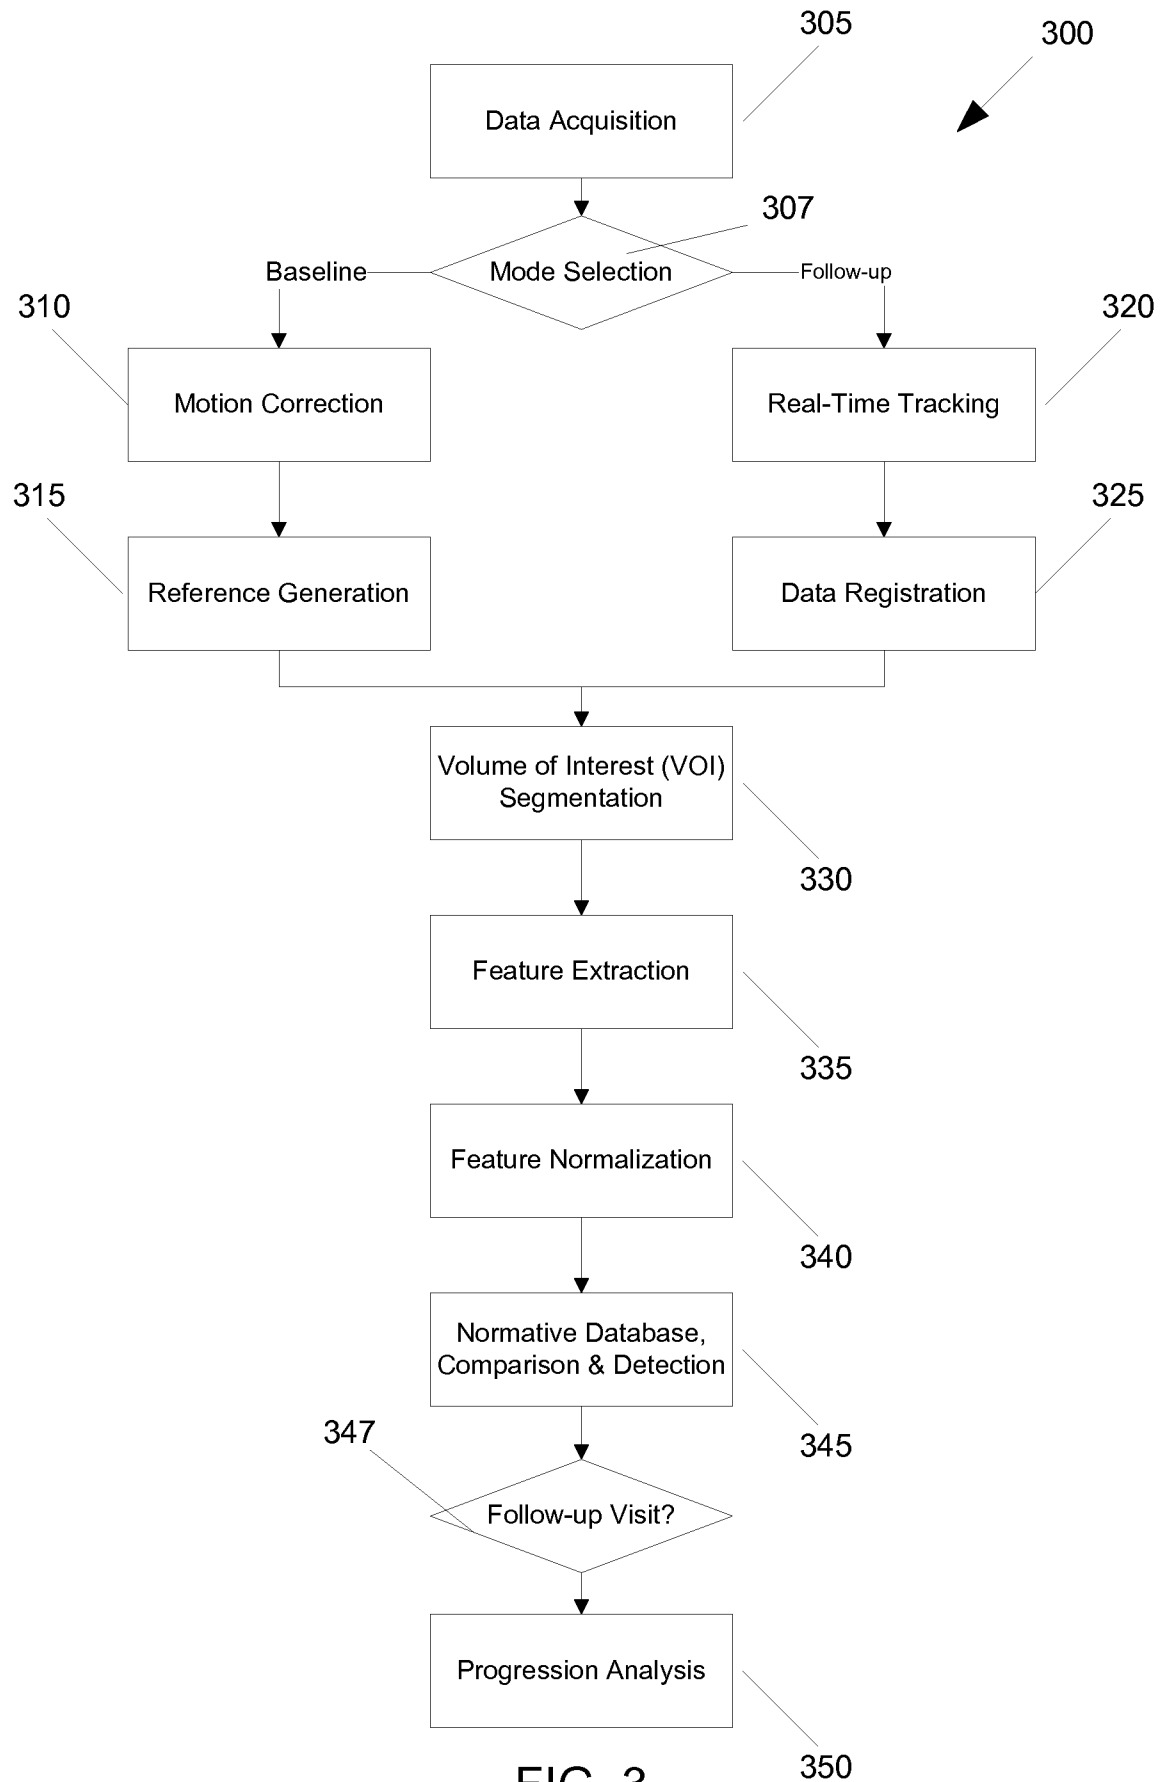 305
300
Data Acquisition
307
Baseline
Mode Selection
Follow-up
310
320
Motion Correction
Real-Time Tracking
315
325
Reference Generation
Data Registration
Volume of Interest (VOI)
Segmentation
330
Feature Extraction
335
Feature Normalization
340
Normative Database,
Comparison & Detection
347
345
Follow-up Visit?
Progression Analysis
350
FIG. 3